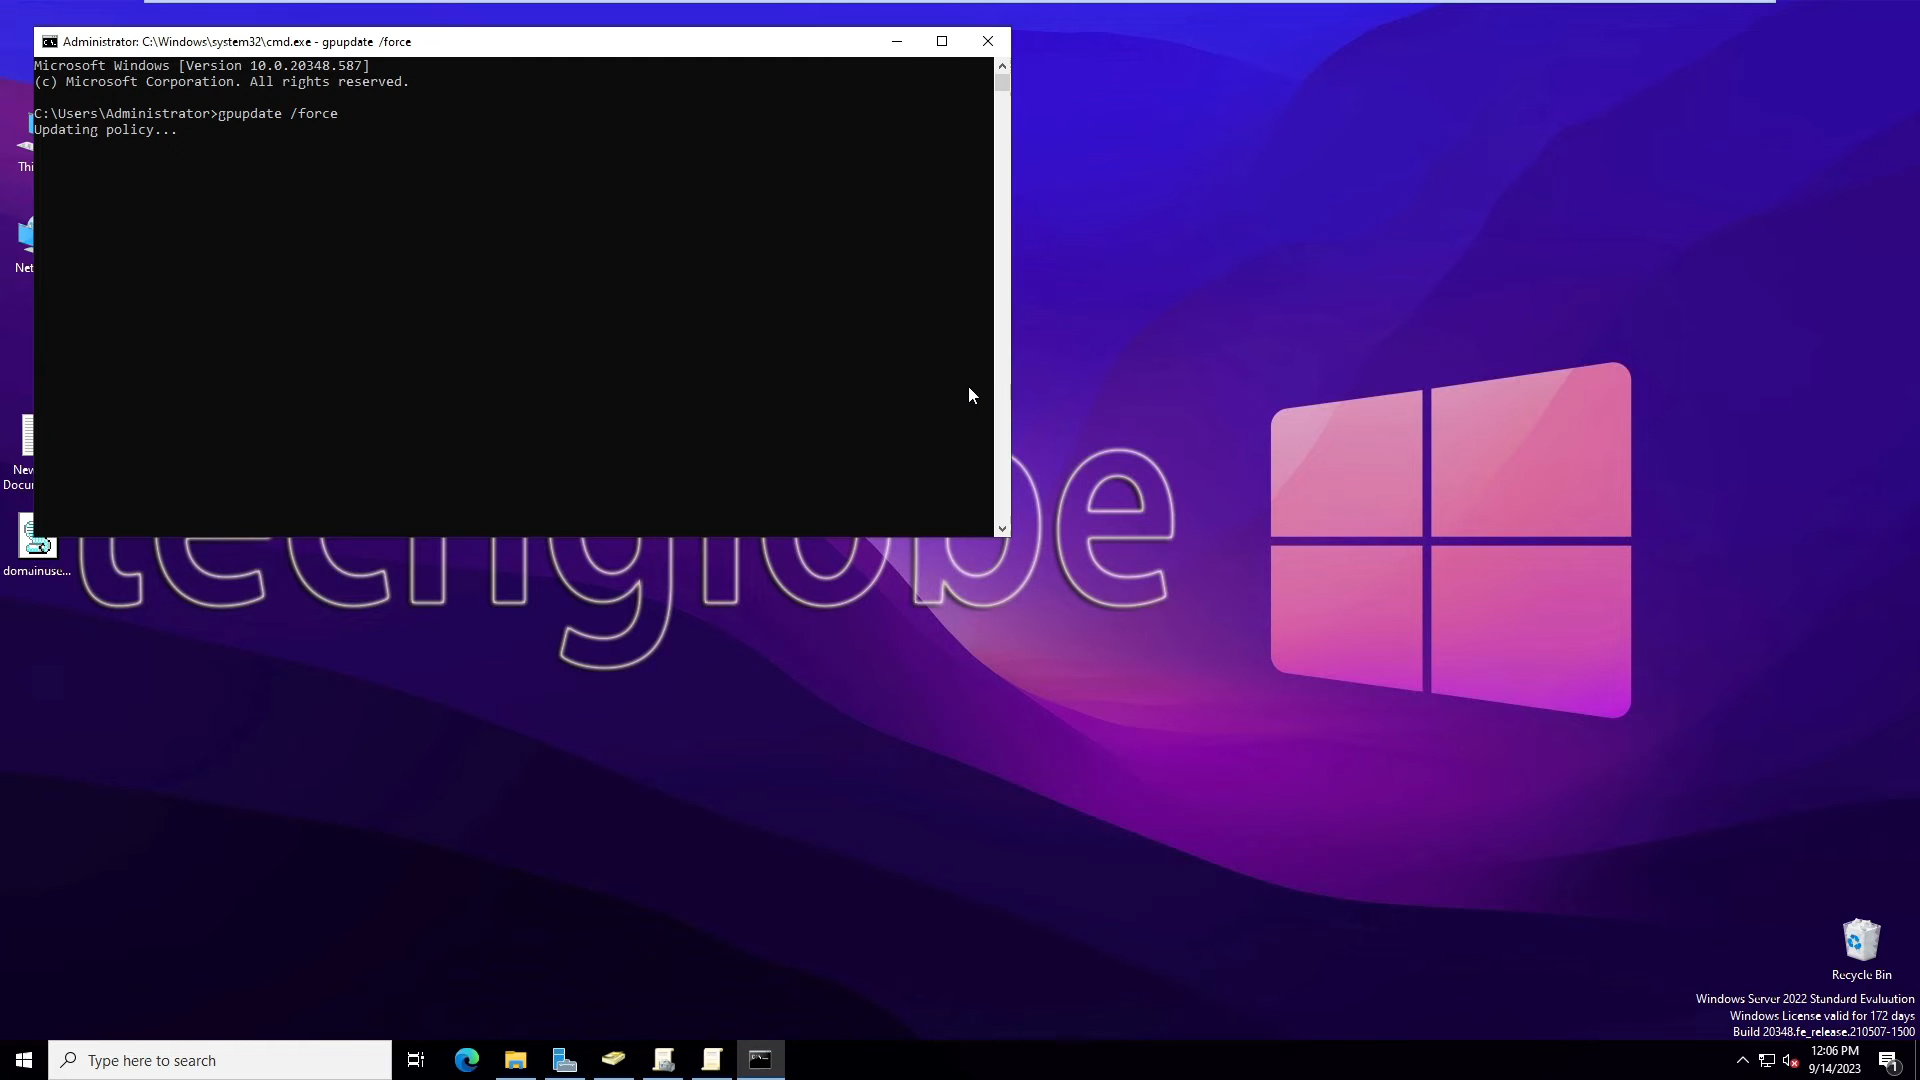 Administrator: C:\Windows\system32\cmd.exe - gpupdate /force
Microsoft Windows [Version 10.0.20348.587]
(c) Microsoft Corporation. All rights reserved.
C:\Users\Administrator>gpupdate /force
Updating policy...
Thi
Net
New
Docu
domainuse...
techglobe
Recycle Bin
Windows Server 2022 Standard Evaluation
Windows License valid for 172 days
Build 20348.fe_release.210507-1500
Type here to search
12:06 PM
9/14/2023
1